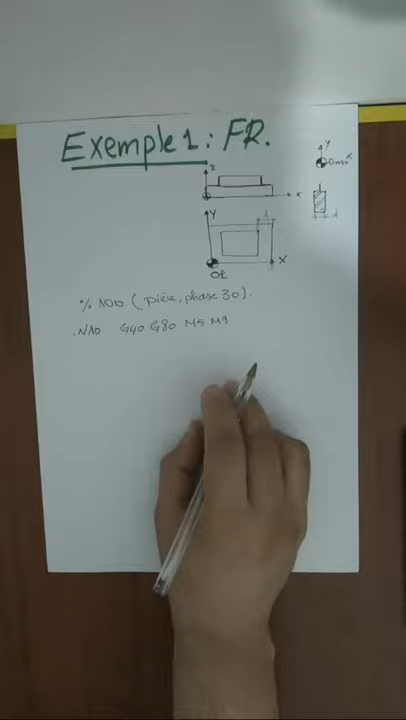 Exemple 1 : FR.
z
x
Y
X
OP
y
x
A
% 100 (pièce, phase 30).
N10 G40 G80 M5 M9